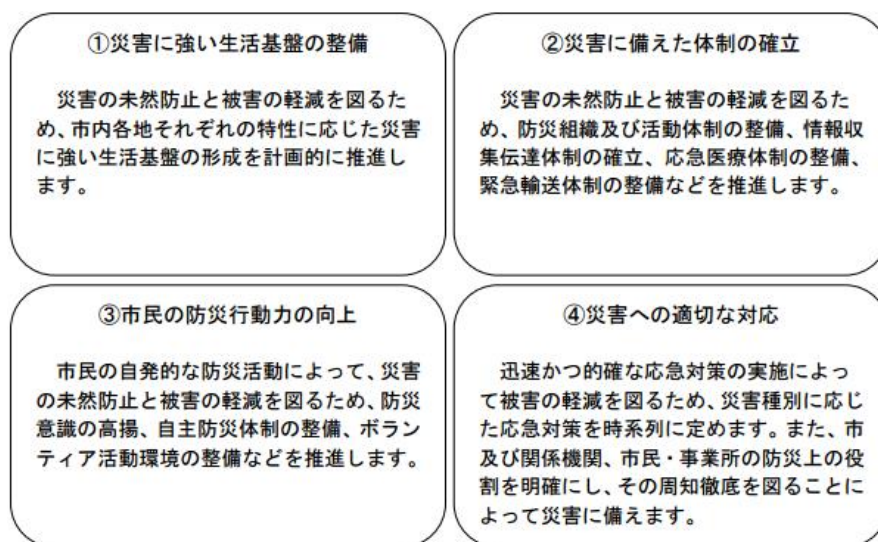 ①災害に強い生活基盤の整備
災害の未然防止と被害の軽減を図るた
め、市内各地それぞれの特性に応じた災害
に強い生活基盤の形成を計画的に推進し
ます。
②災害に備えた体制の確立
災害の未然防止と被害の軽減を図るた
め、防災組織及び活動体制の整備、情報収
集伝達体制の確立、応急医療体制の整備、
緊急輸送体制の整備などを推進します。
③市民の防災行動力の向上
市民の自発的な防災活動によって、災害
の未然防止と被害の軽減を図るため、防災
意識の高揚、自主防災体制の整備、ボラン
ティア活動環境の整備などを推進します。
④災害への適切な対応
迅速かつ的確な応急対策の実施によっ
て被害の軽減を図るため、災害種別に応じ
た応急対策を時系列に定めます。また、市
及び関係機関、市民・事業所の防災上の役
割を明確にし、その周知徹底を図ることに
よって災害に備えます。